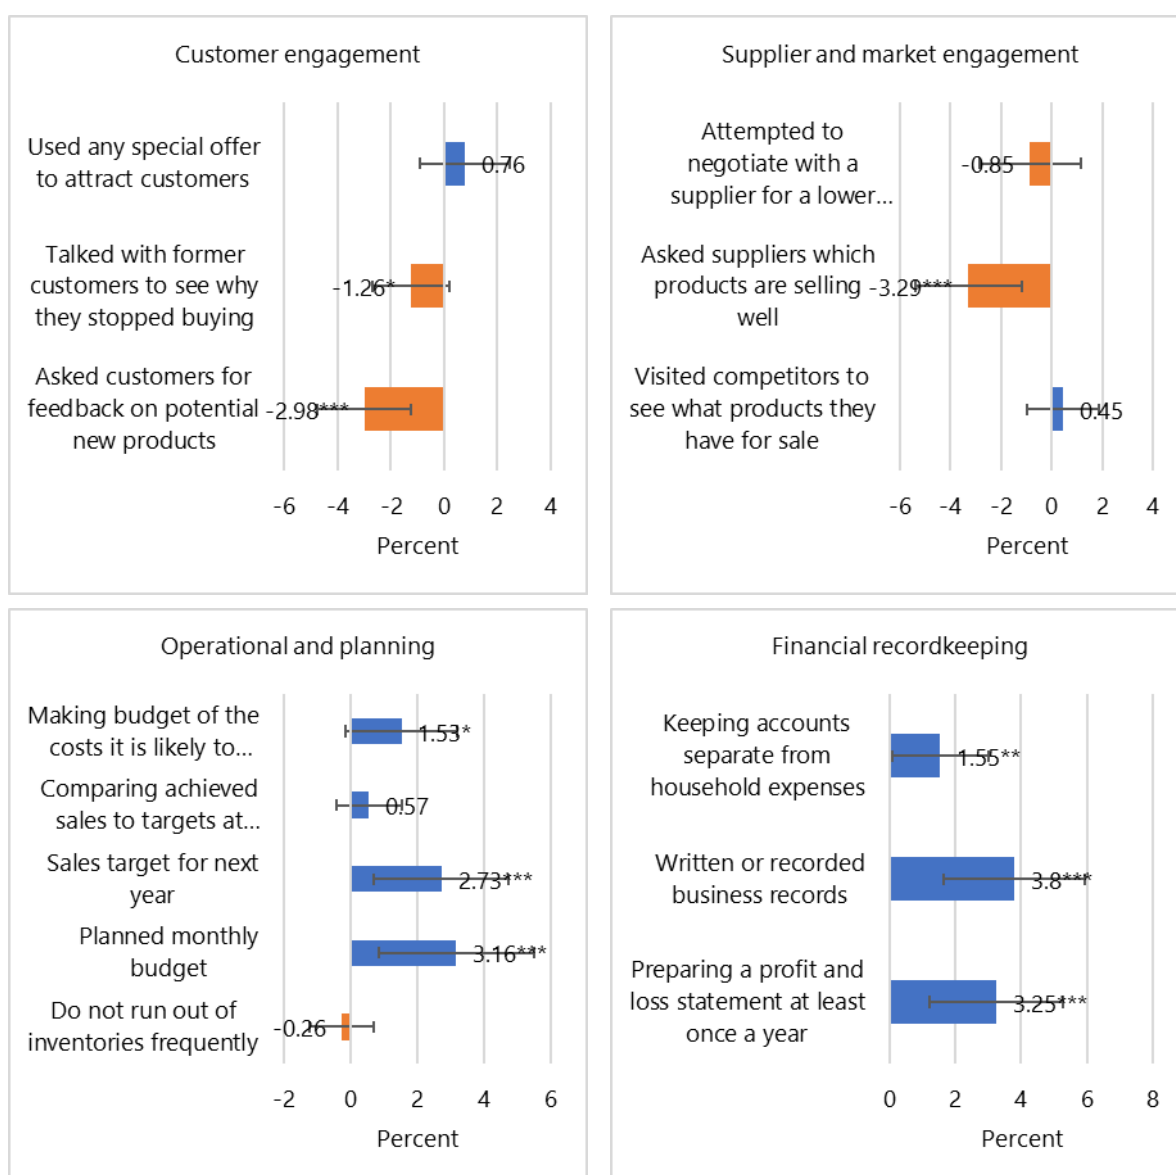 Customer engagement
Used any special offer
to attract customers
0.76
Talked with former
customers to see why
they stopped buying
-1.26*
Asked customers for
feedback on potential
new products
-2.98***
-6 -4 -2 0 2 4
Percent
Supplier and market engagement
Attempted to
negotiate with a
supplier for a lower...
-0.85
Asked suppliers which
products are selling
well
-3.29***
Visited competitors to
see what products they
have for sale
0.45
-6 -4 -2 0 2 4
Percent
Operational and planning
Making budget of the
costs it is likely to...
1.53*
Comparing achieved
sales to targets at...
0.57
Sales target for next
year
2.73***
Planned monthly
budget
3.16***
Do not run out of
inventories frequently
-0.26
-2 0 2 4 6
Percent
Financial recordkeeping
Keeping accounts
separate from
household expenses
1.55**
Written or recorded
business records
3.8***
Preparing a profit and
loss statement at least
once a year
3.25***
0 2 4 6 8
Percent